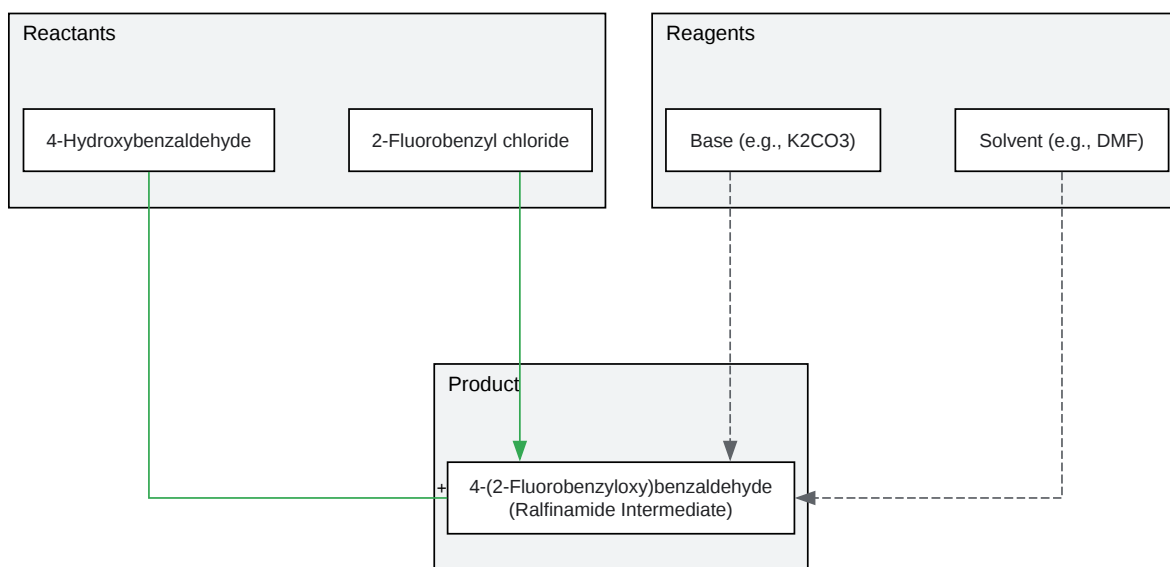 Reactants
Reagents
4-Hydroxybenzaldehyde
2-Fluorobenzyl chloride
Base (e.g., K2CO3)
Solvent (e.g., DMF)
Product
+
4-(2-Fluorobenzyloxy)benzaldehyde
(Ralfinamide Intermediate)